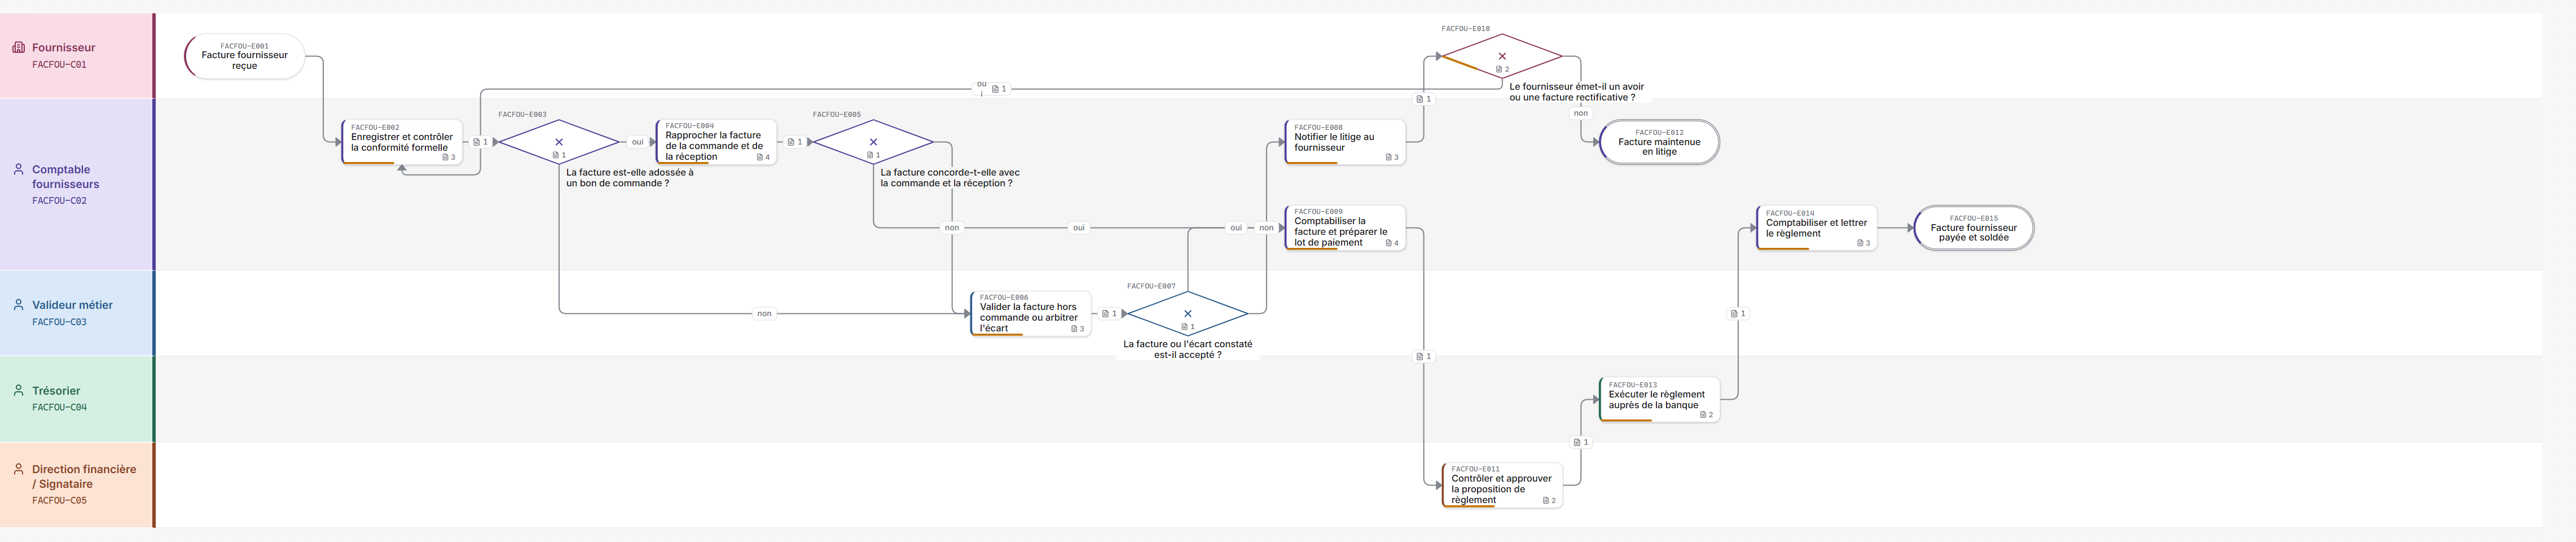 Fournisseur
FACFOU-C01
FACFOU-E001
Facture fournisseur
reçue
FACFOU-E010
2
Le fournisseur émet-il un avoir
ou une facture rectificative ?
ou
i
1
1
non
Comptable
fournisseurs
FACFOU-C02
FACFOU-E002
Enregistrer et contrôler
la conformité formelle
3
1
FACFOU-E003
1
La facture est-elle adossée à
un bon de commande ?
oui
FACFOU-E004
Rapprocher la facture
de la commande et de
la réception
4
1
FACFOU-E005
1
La facture concorde-t-elle avec
la commande et la réception ?
FACFOU-E008
Notifier le litige au
fournisseur
3
FACFOU-E012
Facture maintenue
en litige
non
oui
oui
non
FACFOU-E009
Comptabiliser la
facture et préparer le
lot de paiement
4
FACFOU-E014
Comptabiliser et lettrer
le règlement
3
FACFOU-E015
Facture fournisseur
payée et soldée
Valideur métier
FACFOU-C03
non
FACFOU-E006
Valider la facture hors
commande ou arbitrer
l'écart
3
1
FACFOU-E007
1
La facture ou l'écart constaté
est-il accepté ?
1
1
Trésorier
FACFOU-C04
FACFOU-E013
Exécuter le règlement
auprès de la banque
2
1
Direction financière
/ Signataire
FACFOU-C05
FACFOU-E011
Contrôler et approuver
la proposition de
règlement
2